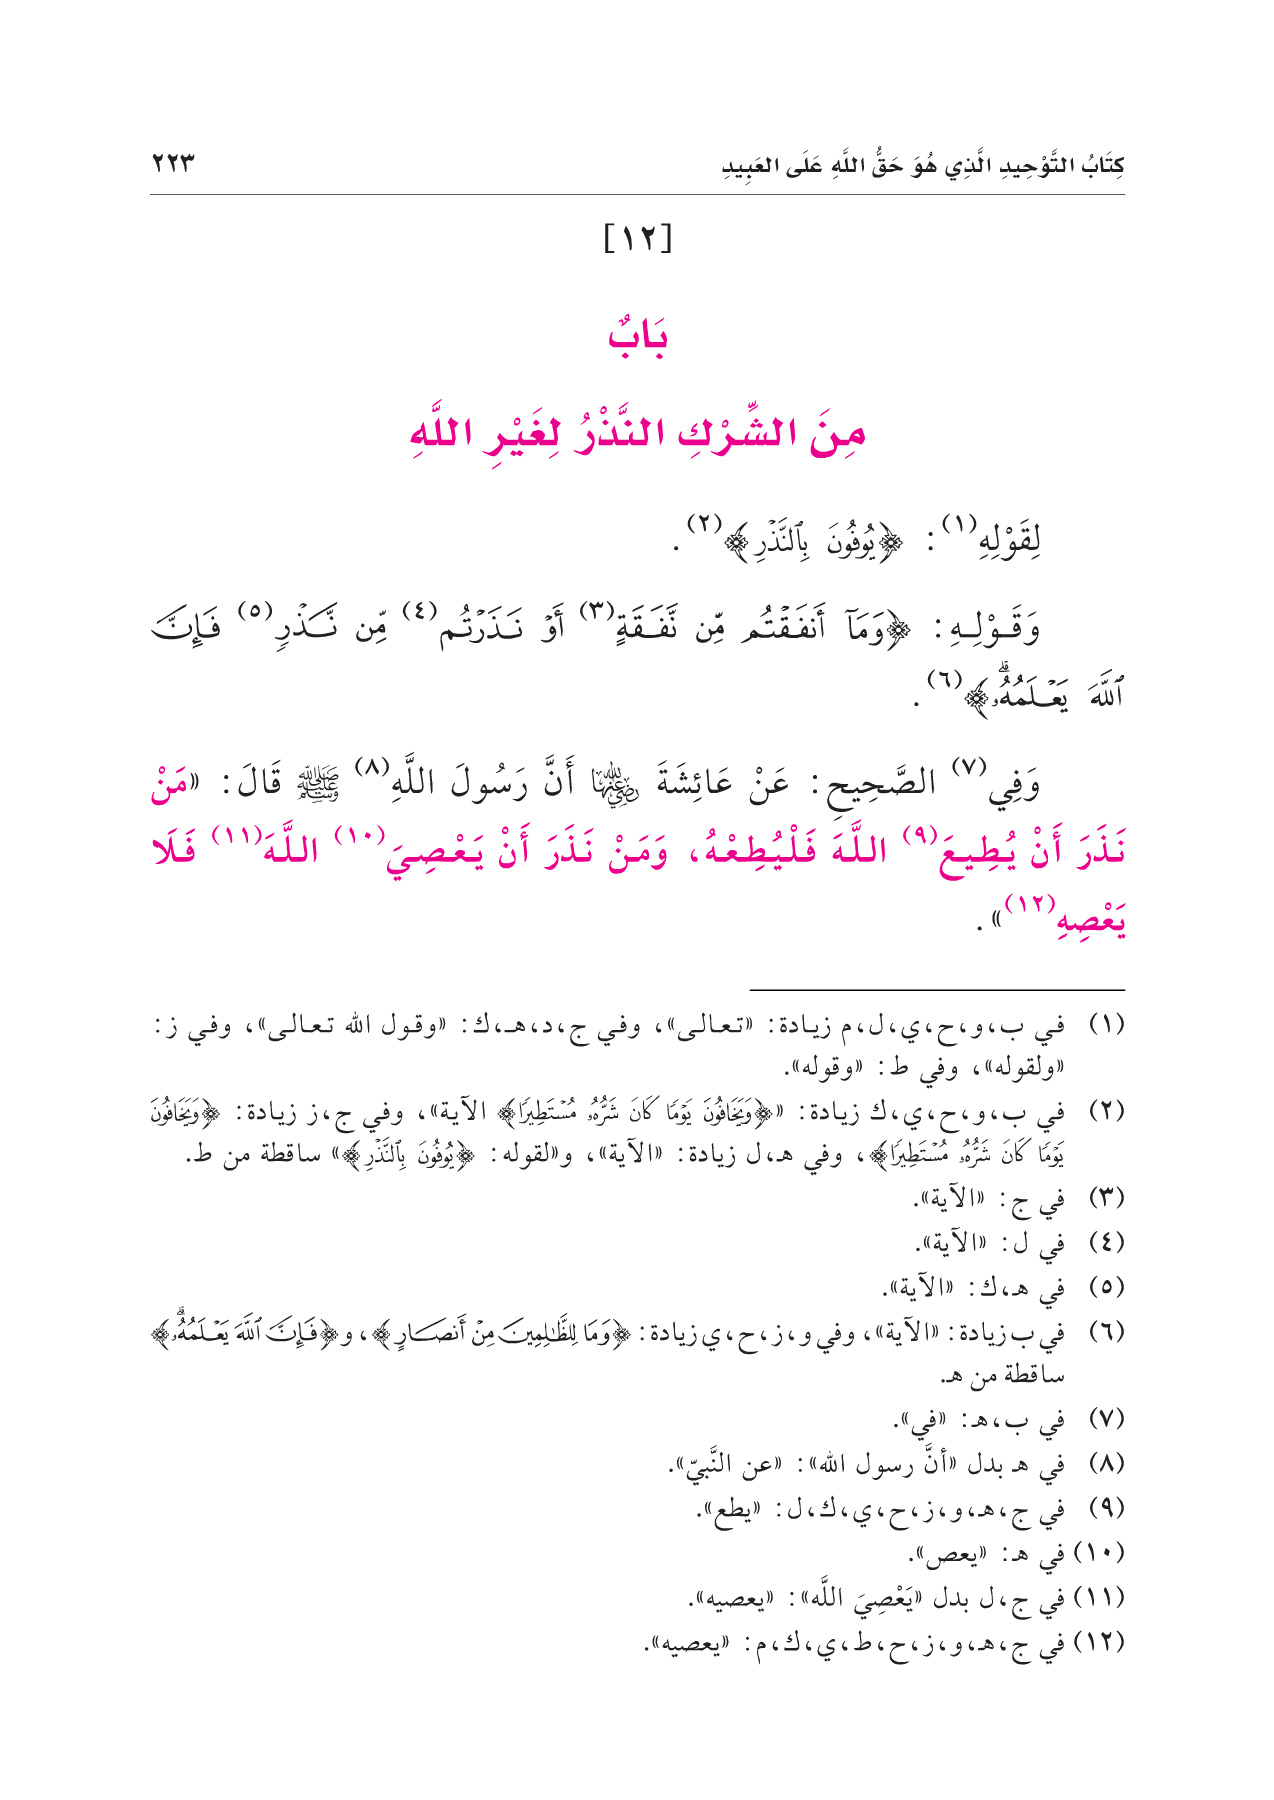 كِتَابُ التَّوْحِيدِ الَّذِي هُوَ حَقُّ اللَّهِ عَلَى العَبِيدِ ٢٢٣
[١٢]
بَابٌ
مِنَ الشِّرْكِ النَّذْرُ لِغَيْرِ اللَّهِ
لِقَوْلِهِ(١): ﴿يُوفُونَ بِٱلنَّذۡرِ﴾(٢).
وَقَوْلِهِ: ﴿وَمَآ أَنفَقۡتُم مِّن نَّفَقَةٍ(٣) أَوۡ نَذَرۡتُم(٤) مِّن نَّذۡرٖ(٥) فَإِنَّ
ٱللَّهَ يَعۡلَمُهُۥۗ﴾(٦).
وَفِي(٧) الصَّحِيحِ: عَنْ عَائِشَةَ رضي الله عنها أَنَّ رَسُولَ اللَّهِ(٨) ﷺ قَالَ: «مَنْ
نَذَرَ أَنْ يُطِيعَ(٩) اللَّهَ فَلْيُطِعْهُ، وَمَنْ نَذَرَ أَنْ يَعْصِيَ(١٠) اللَّهَ(١١) فَلَا
يَعْصِهِ(١٢)».
(١) في ب، و، ح، ي، ل، م زيادة: «تعالى»، وفي ج، د، هـ، ك: «وقول الله تعالى»، وفي ز:
«ولقوله»، وفي ط: «وقوله».
(٢) في ب، و، ح، ي، ك زيادة: «﴿وَيَخَافُونَ يَوۡمٗا كَانَ شَرُّهُۥ مُسۡتَطِيرٗا﴾ الآية»، وفي ج، ز زيادة: ﴿وَيَخَافُونَ
يَوۡمٗا كَانَ شَرُّهُۥ مُسۡتَطِيرٗا﴾، وفي هـ، ل زيادة: «الآية»، و«لقوله: ﴿يُوفُونَ بِٱلنَّذۡرِ﴾» ساقطة من ط.
(٣) في ج: «الآية».
(٤) في ل: «الآية».
(٥) في هـ، ك: «الآية».
(٦) في ب زيادة: «الآية»، وفي و، ز، ح، ي زيادة: ﴿وَمَا لِلظَّٰلِمِينَ مِنۡ أَنصَارٍ﴾، و﴿فَإِنَّ ٱللَّهَ يَعۡلَمُهُۥۗ﴾
ساقطة من هـ.
(٧) في ب، هـ: «في».
(٨) في هـ بدل «أنَّ رسول الله»: «عن النَّبيّ».
(٩) في ج، هـ، و، ز، ح، ي، ك، ل: «يطع».
(١٠) في هـ: «يعص».
(١١) في ج، ل بدل «يَعْصِيَ اللَّه»: «يعصيه».
(١٢) في ج، هـ، و، ز، ح، ط، ي، ك، م: «يعصيه».